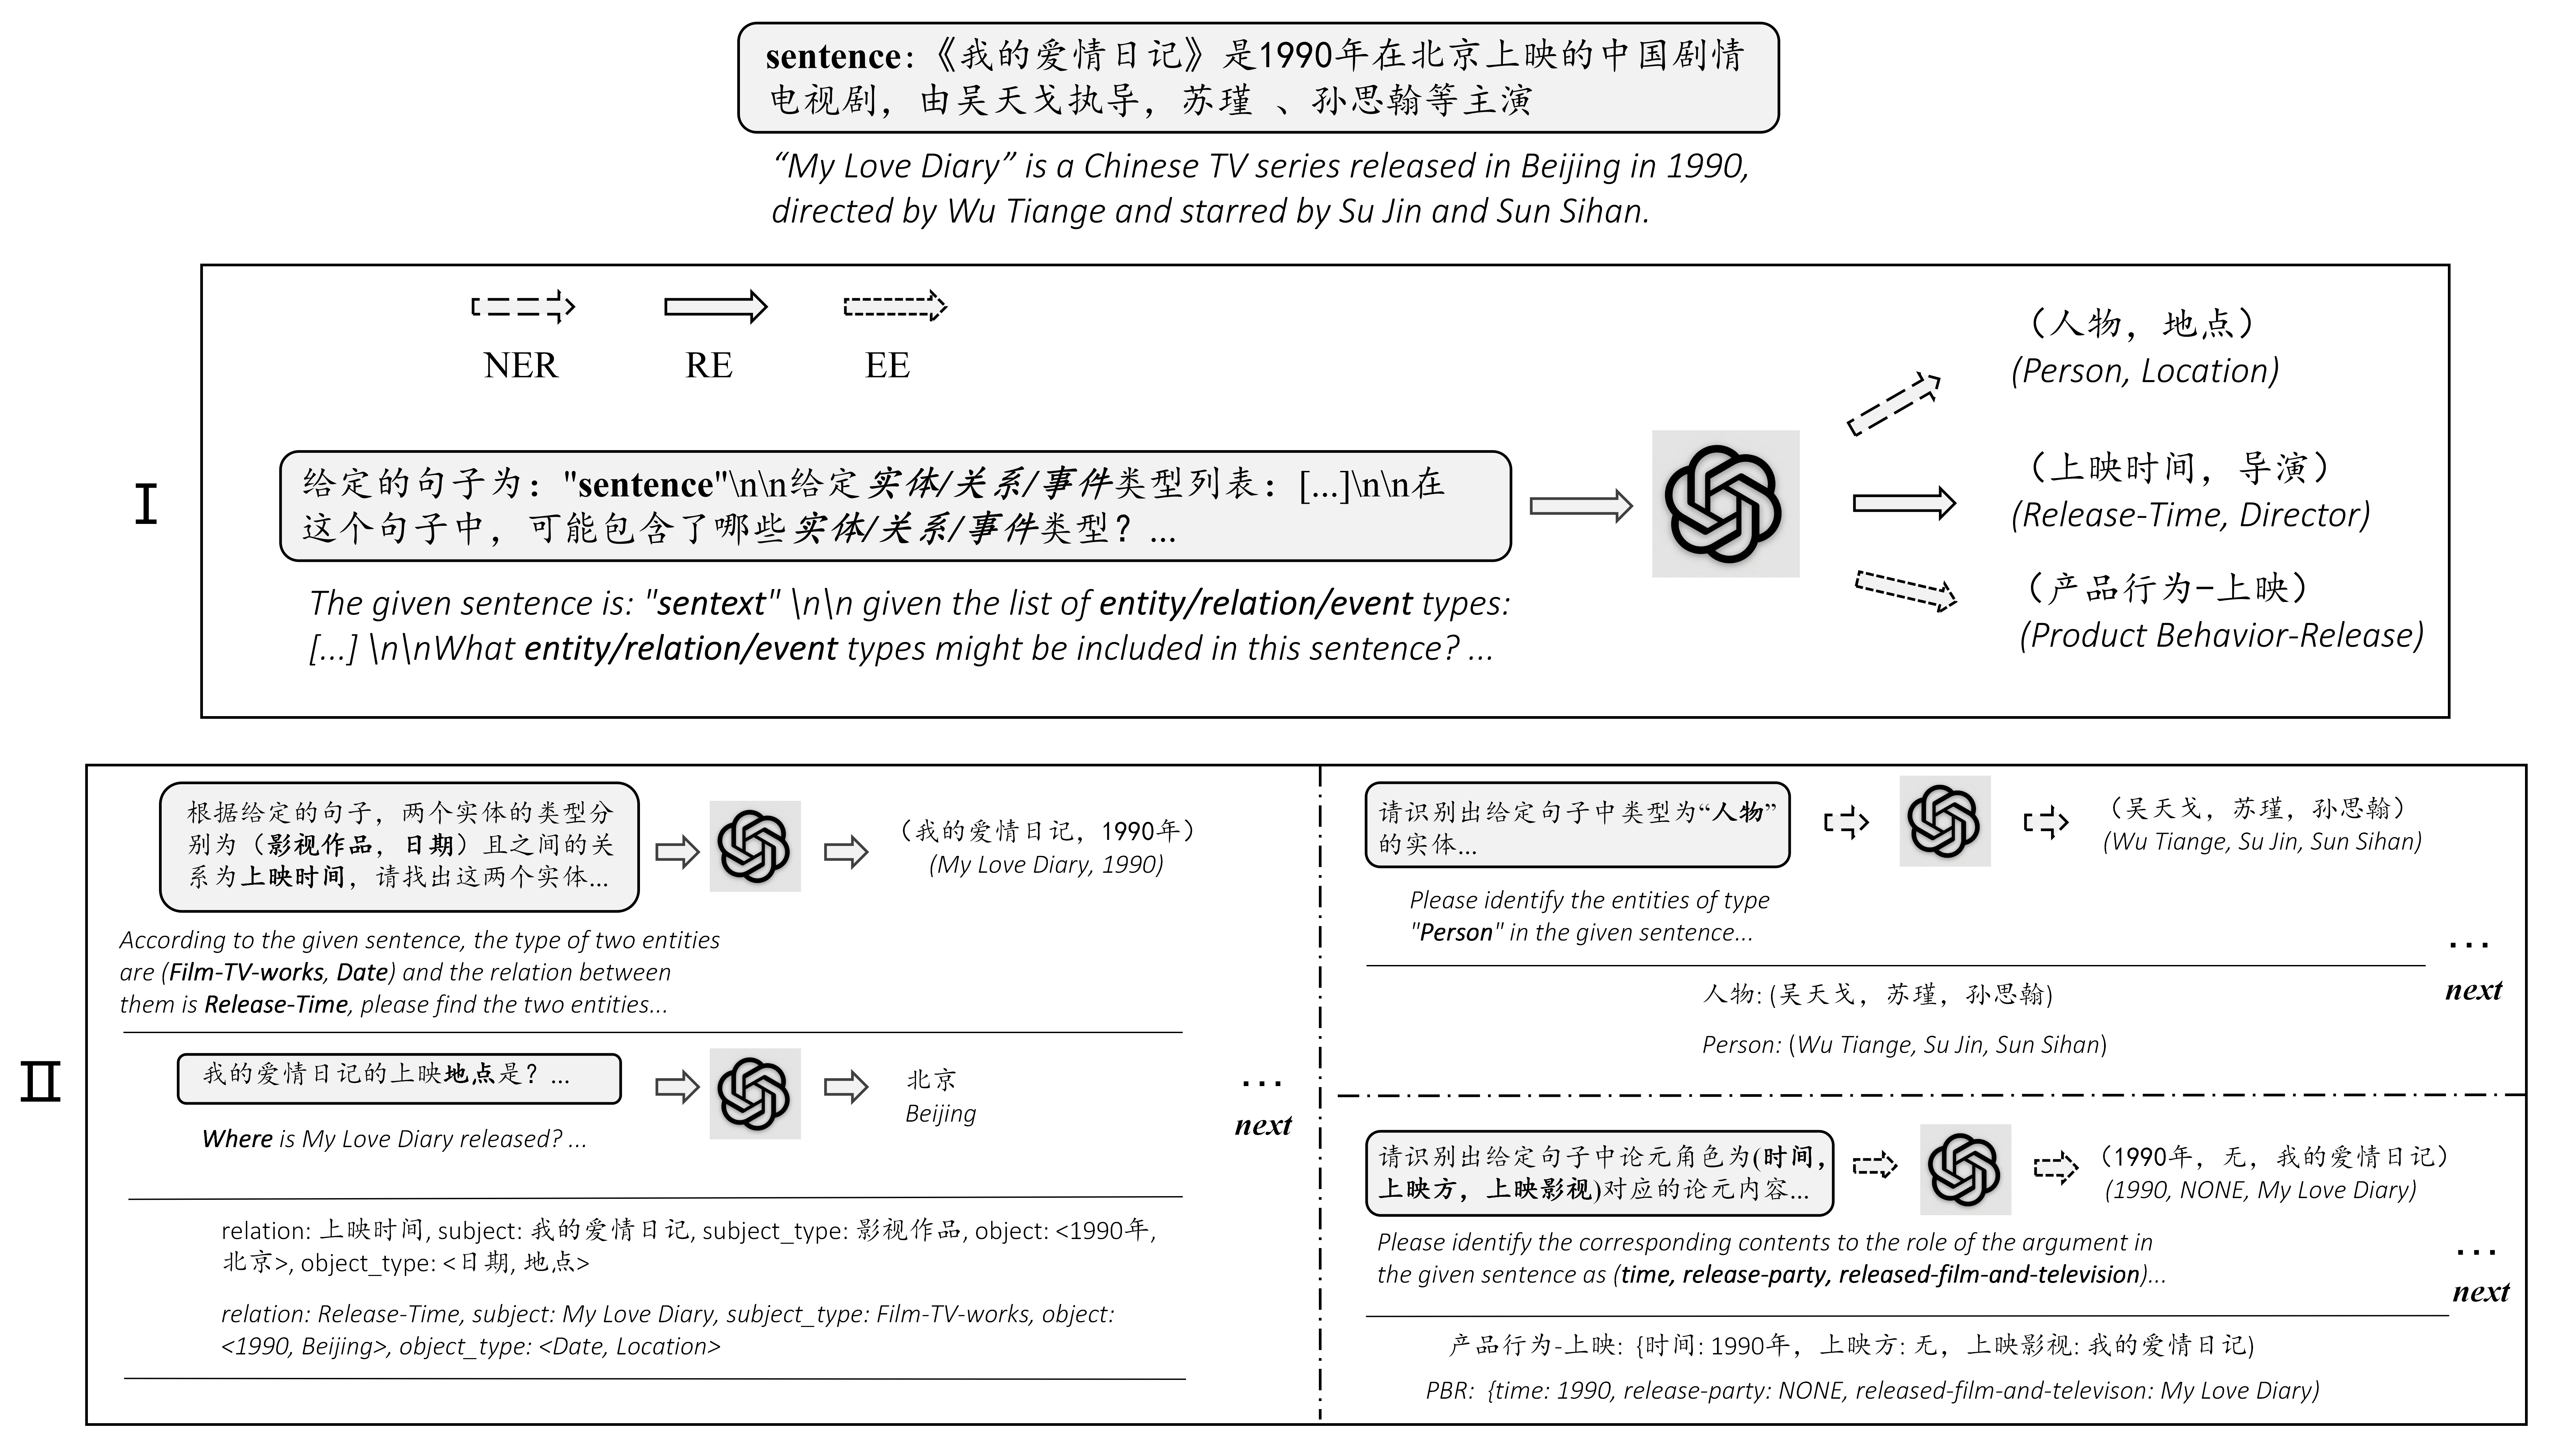 sentence:《我的爱情日记》是1990年在北京上映的中国剧情
电视剧，由吴天戈执导，苏瑾 、孙思翰等主演
“My Love Diary” is a Chinese TV series released in Beijing in 1990,
directed by Wu Tiange and starred by Su Jin and Sun Sihan.
NER
RE
EE
I
给定的句子为："sentence"\n\n给定实体/关系/事件类型列表：[...]\n\n在
这个句子中，可能包含了哪些实体/关系/事件类型？...
The given sentence is: "sentext" \n\n given the list of entity/relation/event types:
[...] \n\nWhat entity/relation/event types might be included in this sentence? ...
（人物，地点）
(Person, Location)
（上映时间，导演）
(Release-Time, Director)
（产品行为-上映）
(Product Behavior-Release)
II
根据给定的句子，两个实体的类型分
别为（影视作品，日期）且之间的关
系为上映时间，请找出这两个实体...
（我的爱情日记，1990年）
(My Love Diary, 1990)
According to the given sentence, the type of two entities
are (Film-TV-works, Date) and the relation between
them is Release-Time, please find the two entities...
我的爱情日记的上映地点是？...
北京
Beijing
Where is My Love Diary released? ...
...
next
relation: 上映时间, subject: 我的爱情日记, subject_type: 影视作品, object: <1990年,
北京>, object_type: <日期, 地点>
relation: Release-Time, subject: My Love Diary, subject_type: Film-TV-works, object:
<1990, Beijing>, object_type: <Date, Location>
请识别出给定句子中类型为“人物”
的实体...
（吴天戈，苏瑾，孙思翰）
(Wu Tiange, Su Jin, Sun Sihan)
Please identify the entities of type
"Person" in the given sentence...
...
next
人物: (吴天戈，苏瑾，孙思翰)
Person: (Wu Tiange, Su Jin, Sun Sihan)
请识别出给定句子中论元角色为(时间,
上映方，上映影视)对应的论元内容...
（1990年，无，我的爱情日记）
(1990, NONE, My Love Diary)
Please identify the corresponding contents to the role of the argument in
the given sentence as (time, release-party, released-film-and-television)...
...
next
产品行为-上映: {时间: 1990年，上映方: 无，上映影视: 我的爱情日记)
PBR: {time: 1990, release-party: NONE, released-film-and-televison: My Love Diary)